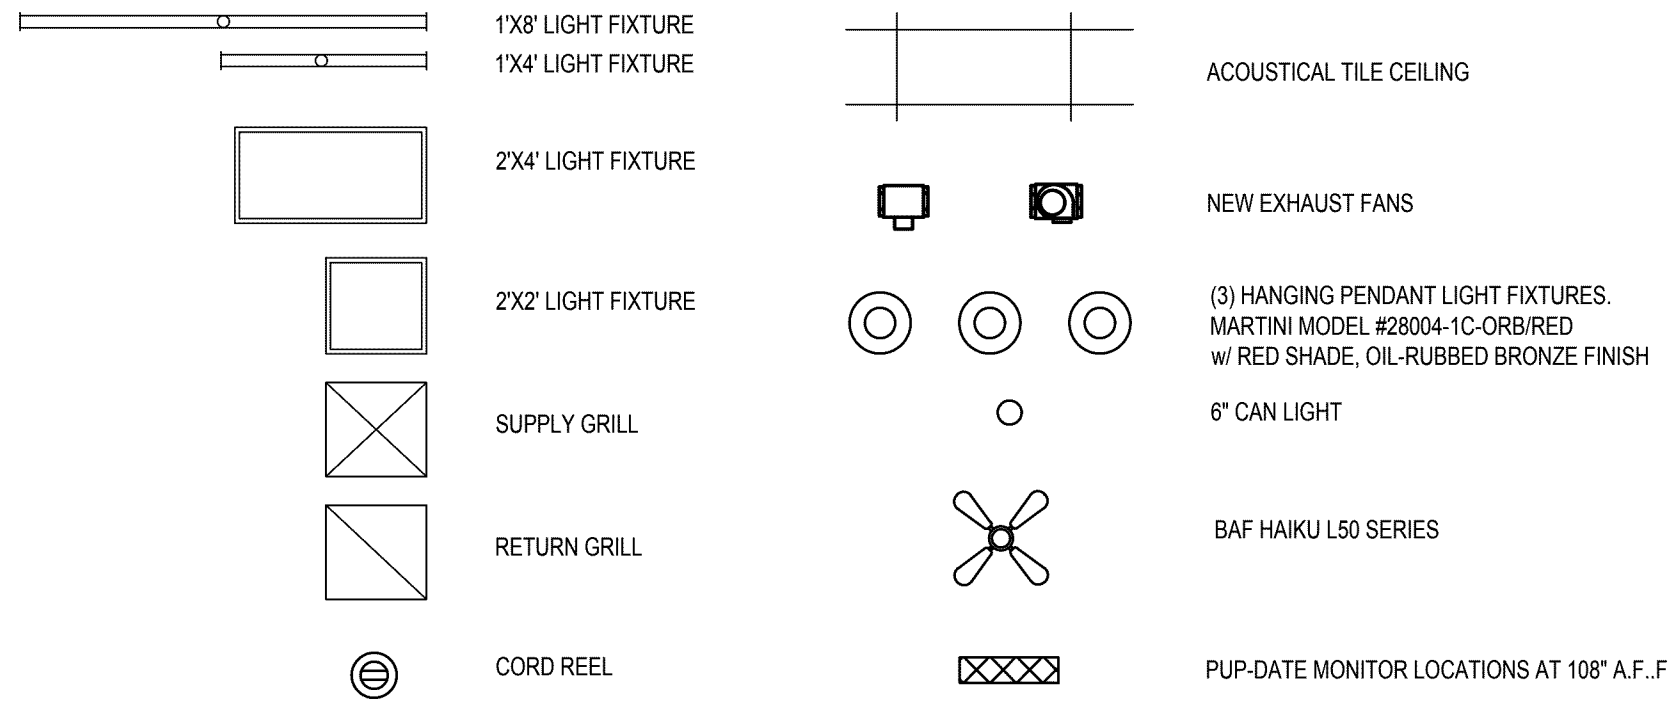 1'X8' LIGHT FIXTURE
1'X4' LIGHT FIXTURE
2'X4' LIGHT FIXTURE
2'X2' LIGHT FIXTURE
SUPPLY GRILL
RETURN GRILL
CORD REEL
ACOUSTICAL TILE CEILING
NEW EXHAUST FANS
(3) HANGING PENDANT LIGHT FIXTURES.
MARTINI MODEL #28004-1C-ORB/RED
w/ RED SHADE, OIL-RUBBED BRONZE FINISH
6" CAN LIGHT
BAF HAIKU L50 SERIES
PUP-DATE MONITOR LOCATIONS AT 108" A.F..F